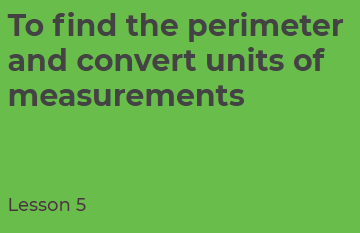 To find the perimeter
and convert units of
measurements
Lesson 5